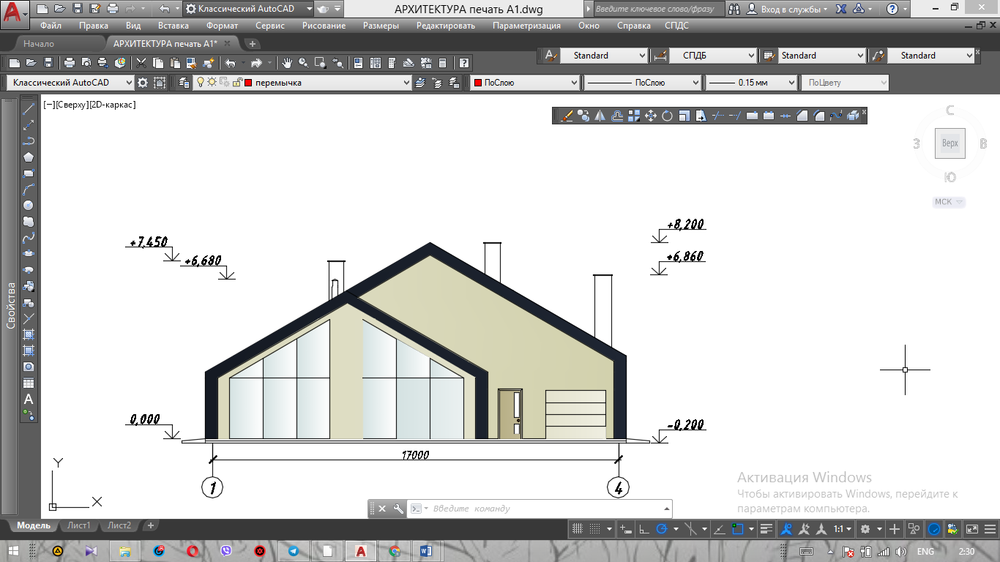 Классический AutoCAD
АРХИТЕКТУРА печать А1.dwg
Введите ключевое слово/фразу
Вход в службы
Файл Правка Вид Вставка Формат Сервис Рисование Размеры Редактировать Параметризация Окно Справка СПДС
Начало
АРХИТЕКТУРА печать А1*
Standard
СПДБ
Standard
Standard
Классический AutoCAD
перемычка
ПоСлою
ПоСлою
0.15 мм
ПоЦвету
[−][Сверху][2D-каркас]
С
З
Верх
В
Ю
МСК
Свойства
A
+8,200
+7,450
+6,860
+6,680
0,000
-0,200
17000
1
4
Y
X
Активация Windows
Чтобы активировать Windows, перейдите к
параметрам компьютера.
Введите команду
Модель
Лист1
Лист2
1:1
ENG
2:30